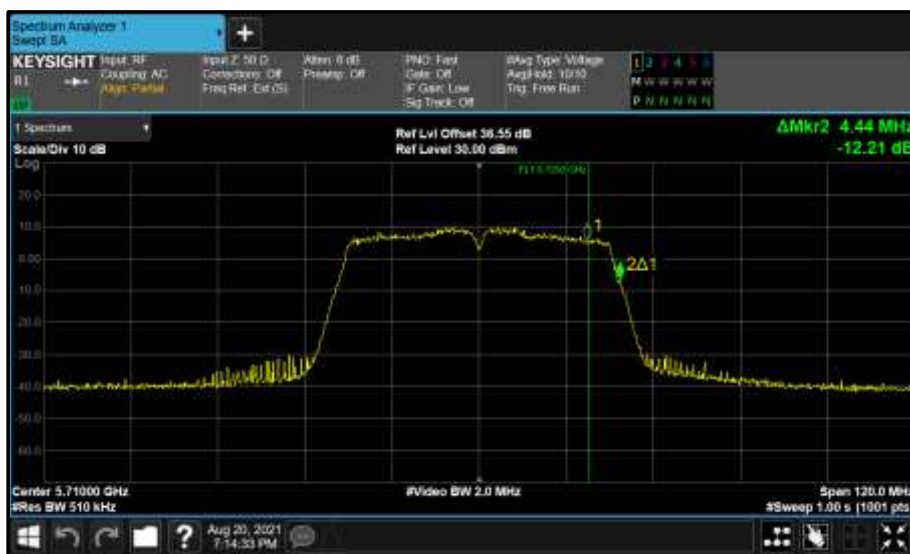 Spectrum Analyzer 1
Swept SA
+
KEYSIGHT
Input: RF
Coupling: AC
Align: Partial
Input Z: 50 Ω
Corrections: Off
Freq Ref: Ext (S)
Atten: 8 dB
Preamp: Off
PNO: Fast
Gate: Off
IF Gain: Low
Sig Track: Off
#Avg Type: Voltage
Avg|Hold: 10/10
Trig: Free Run
1 2 3 4 5 6
M W W W W W
P N N N N N
1 Spectrum
Scale/Div 10 dB
Ref Lvl Offset 36.55 dB
Ref Level 30.00 dBm
ΔMkr2 4.44 MHz
-12.21 dB
Log
20.0
10.0
0.00
-10.0
-20.0
-30.0
-40.0
-50.0
-60.0
1
2Δ1
Center 5.71000 GHz
#Res BW 510 kHz
#Video BW 2.0 MHz
Span 120.0 MHz
#Sweep 1.00 s (1001 pts
?
Aug 20, 2021
7:14:33 PM